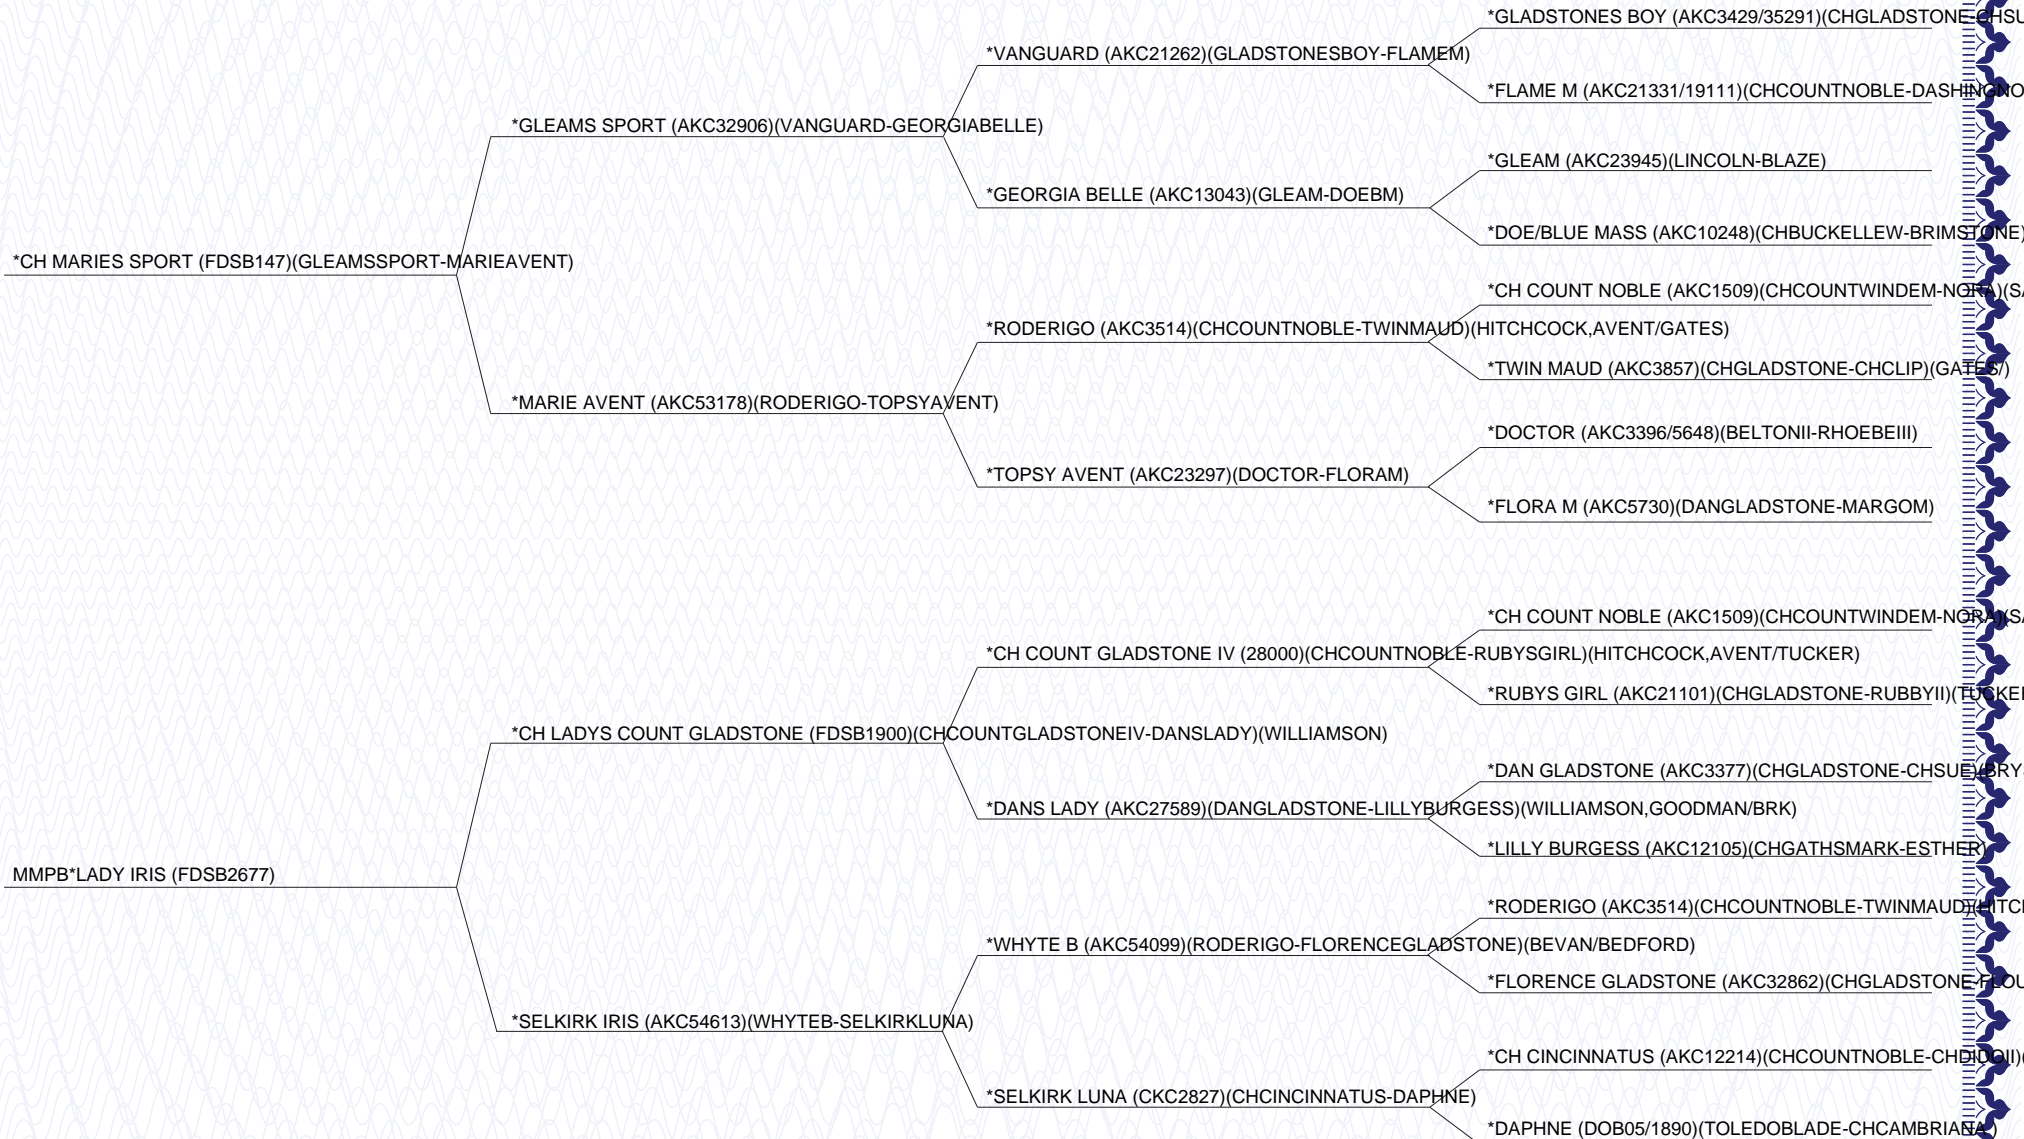 *GLADSTONES BOY (AKC3429/35291)(CHGLADSTONE-CHSU
*VANGUARD (AKC21262)(GLADSTONESBOY-FLAMEM)
*FLAME M (AKC21331/19111)(CHCOUNTNOBLE-DASHINGNO
*GLEAMS SPORT (AKC32906)(VANGUARD-GEORGIABELLE)
*GLEAM (AKC23945)(LINCOLN-BLAZE)
*GEORGIA BELLE (AKC13043)(GLEAM-DOEBM)
*DOE/BLUE MASS (AKC10248)(CHBUCKELLEW-BRIMSTONE)
*CH MARIES SPORT (FDSB147)(GLEAMSSPORT-MARIEAVENT)
*CH COUNT NOBLE (AKC1509)(CHCOUNTWINDEM-NORA)(SA
*RODERIGO (AKC3514)(CHCOUNTNOBLE-TWINMAUD)(HITCHCOCK,AVENT/GATES)
*TWIN MAUD (AKC3857)(CHGLADSTONE-CHCLIP)(GATES/)
*MARIE AVENT (AKC53178)(RODERIGO-TOPSYAVENT)
*DOCTOR (AKC3396/5648)(BELTONII-RHOEBEIII)
*TOPSY AVENT (AKC23297)(DOCTOR-FLORAM)
*FLORA M (AKC5730)(DANGLADSTONE-MARGOM)
*CH COUNT NOBLE (AKC1509)(CHCOUNTWINDEM-NORA)(SA
*CH COUNT GLADSTONE IV (28000)(CHCOUNTNOBLE-RUBYSGIRL)(HITCHCOCK,AVENT/TUCKER)
*RUBYS GIRL (AKC21101)(CHGLADSTONE-RUBBYII)(TUCKE
*CH LADYS COUNT GLADSTONE (FDSB1900)(CHCOUNTGLADSTONEIV-DANSLADY)(WILLIAMSON)
*DAN GLADSTONE (AKC3377)(CHGLADSTONE-CHSUE)(BRY
*DANS LADY (AKC27589)(DANGLADSTONE-LILLYBURGESS)(WILLIAMSON,GOODMAN/BRK)
*LILLY BURGESS (AKC12105)(CHGATHSMARK-ESTHER)
MMPB*LADY IRIS (FDSB2677)
*RODERIGO (AKC3514)(CHCOUNTNOBLE-TWINMAUD)(HITC
*WHYTE B (AKC54099)(RODERIGO-FLORENCEGLADSTONE)(BEVAN/BEDFORD)
*FLORENCE GLADSTONE (AKC32862)(CHGLADSTONE-FLOU
*SELKIRK IRIS (AKC54613)(WHYTEB-SELKIRKLUNA)
*CH CINCINNATUS (AKC12214)(CHCOUNTNOBLE-CHDIDOII)(
*SELKIRK LUNA (CKC2827)(CHCINCINNATUS-DAPHNE)
*DAPHNE (DOB05/1890)(TOLEDOBLADE-CHCAMBRIANA)